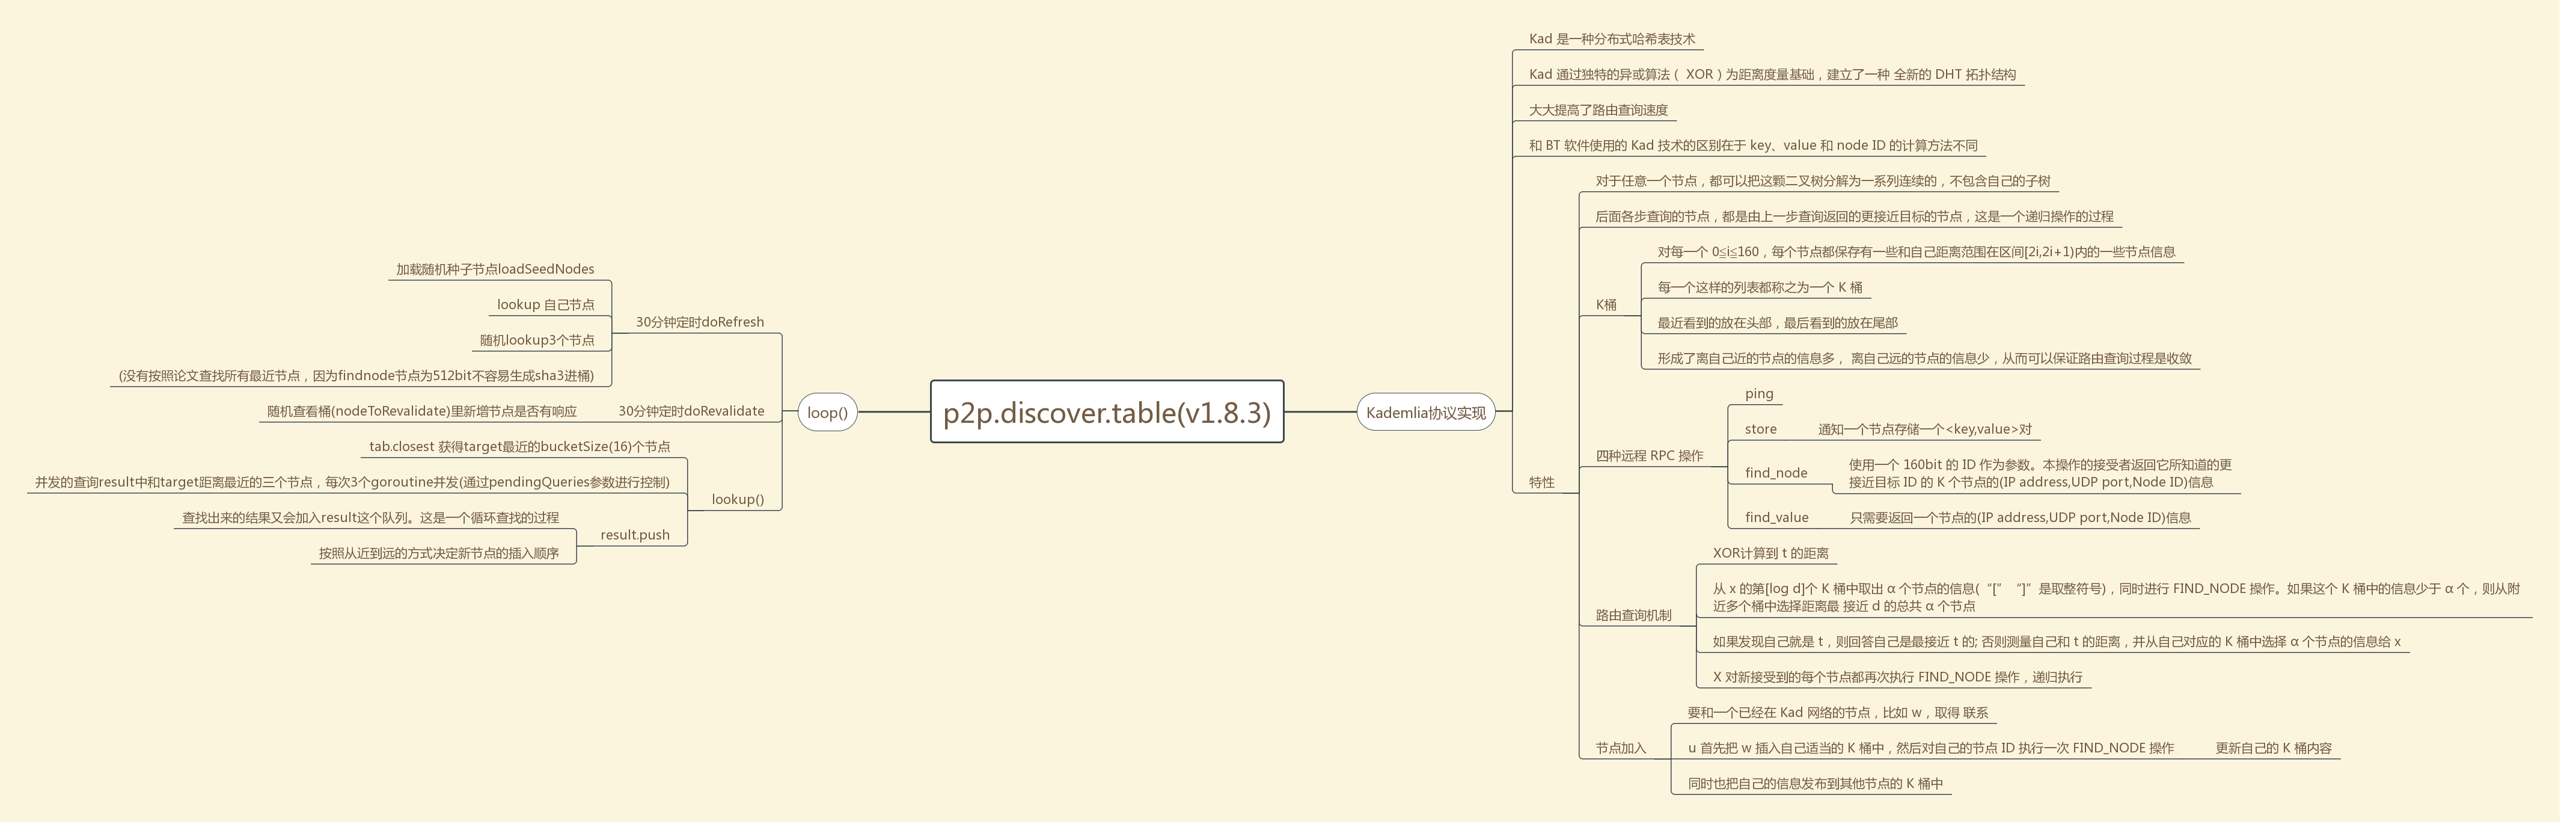 p2p.discover.table(v1.8.3)
loop()
30分钟定时doRefresh
加载随机种子节点loadSeedNodes
lookup 自己节点
随机lookup3个节点
(没有按照论文查找所有最近节点，因为findnode节点为512bit不容易生成sha3进桶)
30分钟定时doRevalidate
随机查看桶(nodeToRevalidate)里新增节点是否有响应
lookup()
tab.closest 获得target最近的bucketSize(16)个节点
并发的查询result中和target距离最近的三个节点，每次3个goroutine并发(通过pendingQueries参数进行控制)
result.push
查找出来的结果又会加入result这个队列。这是一个循环查找的过程
按照从近到远的方式决定新节点的插入顺序
Kademlia协议实现
Kad 是一种分布式哈希表技术
Kad 通过独特的异或算法（ XOR）为距离度量基础，建立了一种 全新的 DHT 拓扑结构
大大提高了路由查询速度
和 BT 软件使用的 Kad 技术的区别在于 key、value 和 node ID 的计算方法不同
特性
对于任意一个节点，都可以把这颗二叉树分解为一系列连续的，不包含自己的子树
后面各步查询的节点，都是由上一步查询返回的更接近目标的节点，这是一个递归操作的过程
K桶
对每一个 0≦i≦160，每个节点都保存有一些和自己距离范围在区间[2i,2i+1)内的一些节点信息
每一个这样的列表都称之为一个 K 桶
最近看到的放在头部，最后看到的放在尾部
形成了离自己近的节点的信息多， 离自己远的节点的信息少，从而可以保证路由查询过程是收敛
四种远程 RPC 操作
ping
store
通知一个节点存储一个<key,value>对
find_node
使用一个 160bit 的 ID 作为参数。本操作的接受者返回它所知道的更
接近目标 ID 的 K 个节点的(IP address,UDP port,Node ID)信息
find_value
只需要返回一个节点的(IP address,UDP port,Node ID)信息
路由查询机制
XOR计算到 t 的距离
从 x 的第[log d]个 K 桶中取出 α 个节点的信息(“[”“]”是取整符号)，同时进行 FIND_NODE 操作。如果这个 K 桶中的信息少于 α 个，则从附
近多个桶中选择距离最 接近 d 的总共 α 个节点
如果发现自己就是 t，则回答自己是最接近 t 的; 否则测量自己和 t 的距离，并从自己对应的 K 桶中选择 α 个节点的信息给 x
X 对新接受到的每个节点都再次执行 FIND_NODE 操作，递归执行
节点加入
要和一个已经在 Kad 网络的节点，比如 w，取得 联系
u 首先把 w 插入自己适当的 K 桶中，然后对自己的节点 ID 执行一次 FIND_NODE 操作
更新自己的 K 桶内容
同时也把自己的信息发布到其他节点的 K 桶中